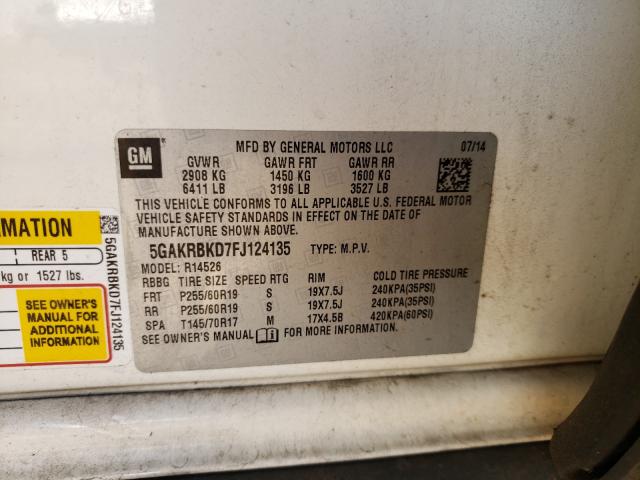 GM
MFD BY GENERAL MOTORS LLC 07/14
GVWR GAWR FRT GAWR RR
2908 KG 1450 KG 1600 KG
6411 LB 3196 LB 3527 LB
THIS VEHICLE CONFORMS TO ALL APPLICABLE U.S. FEDERAL MOTOR
VEHICLE SAFETY STANDARDS IN EFFECT ON THE DATE OF
MANUFACTURE SHOWN ABOVE.
5GAKRBKD7FJ124135 TYPE: M.P.V.
MODEL: R14526
RBBG TIRE SIZE SPEED RTG RIM COLD TIRE PRESSURE
FRT P255/60R19 S 19X7.5J 240KPA(35PSI)
RR P255/60R19 S 19X7.5J 240KPA(35PSI)
SPA T145/70R17 M 17X4.5B 420KPA(60PSI)
SEE OWNER'S MANUAL FOR MORE INFORMATION.
RMATION
REAR 5
kg or 1527 lbs.
SEE OWNER'S
MANUAL FOR
ADDITIONAL
INFORMATION
5GAKRBKD7FJ124135